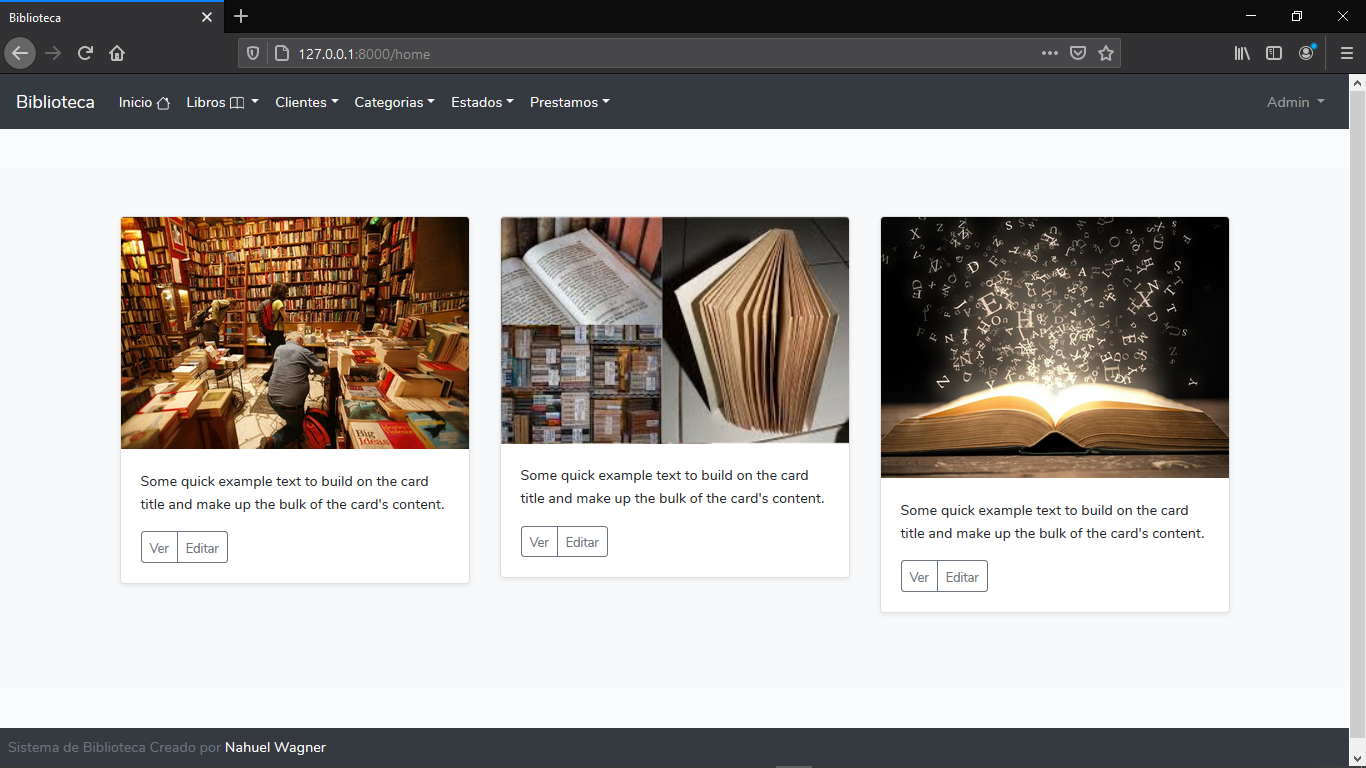 Biblioteca
127.0.0.1:8000/home
Biblioteca Inicio Libros Clientes Categorias Estados Prestamos Admin
Big
Ideas
Some quick example text to build on the card
title and make up the bulk of the card's content.
Ver Editar
Some quick example text to build on the card
title and make up the bulk of the card's content.
Ver Editar
Some quick example text to build on the card
title and make up the bulk of the card's content.
Ver Editar
Sistema de Biblioteca Creado por Nahuel Wagner